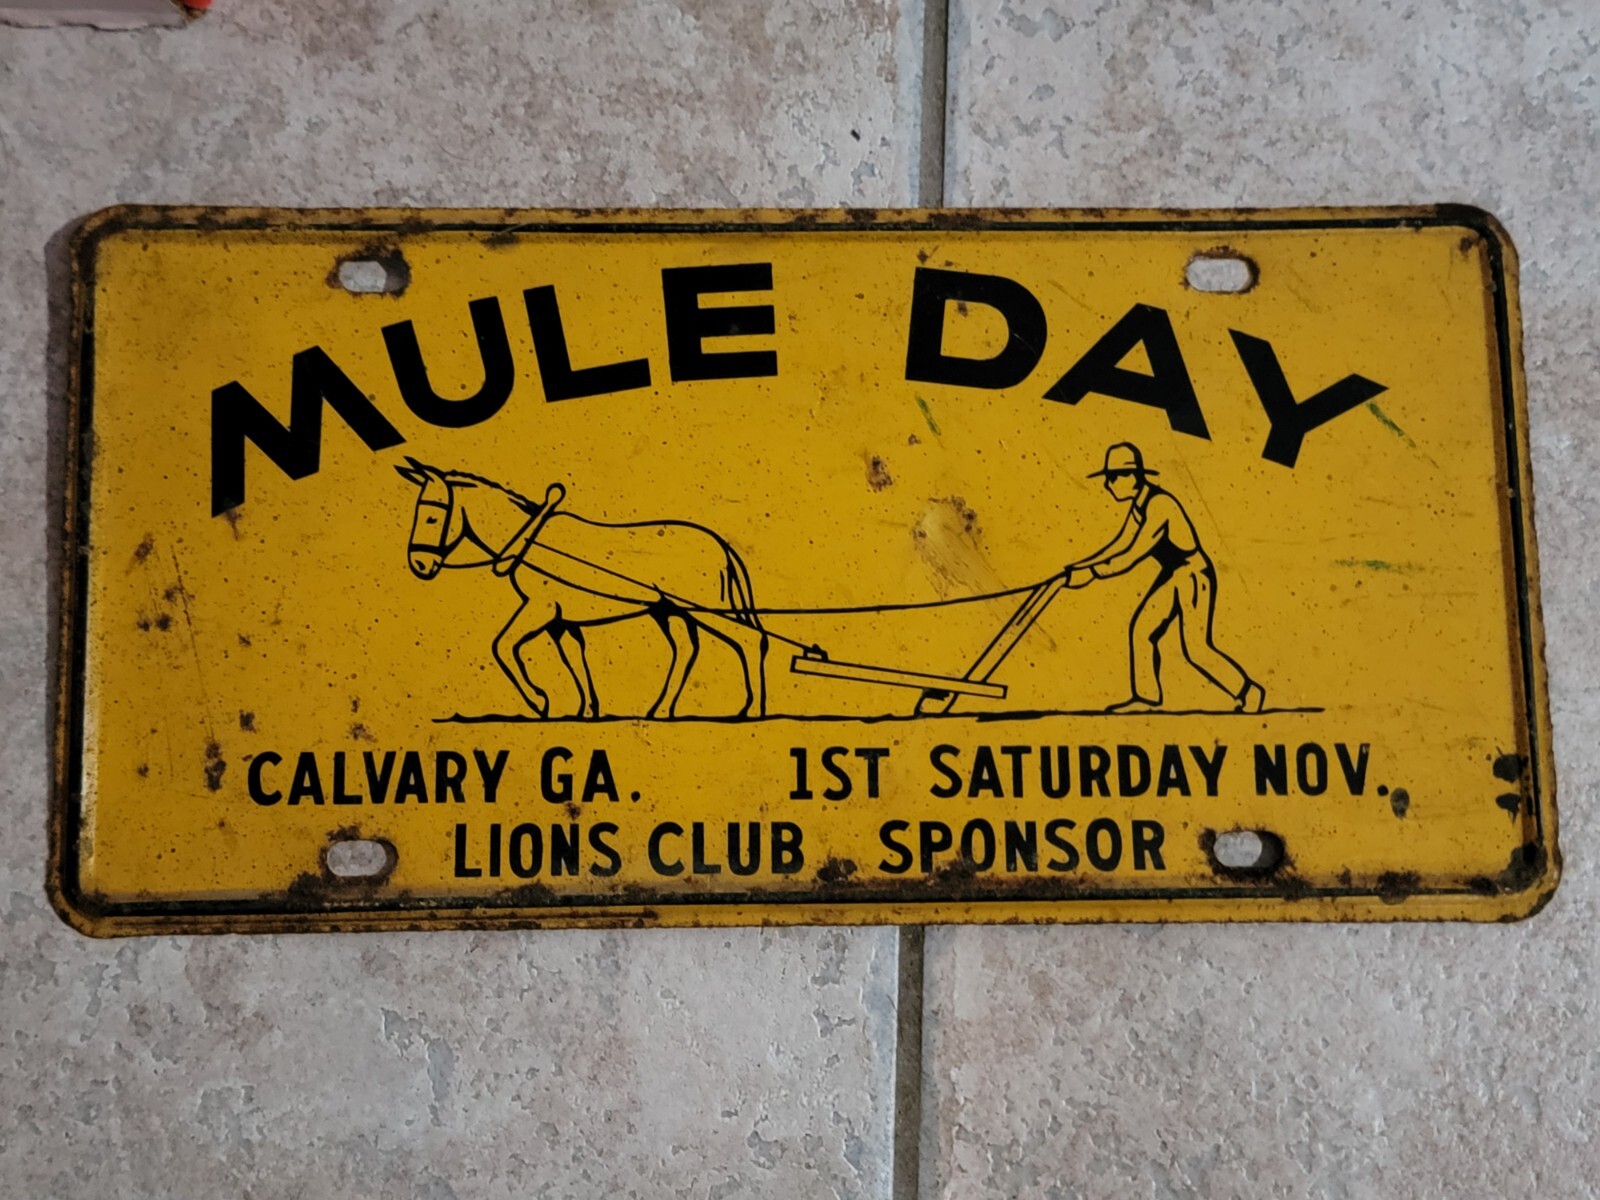 MULE DAY
CALVARY GA. 1ST SATURDAY NOV.
LIONS CLUB SPONSOR